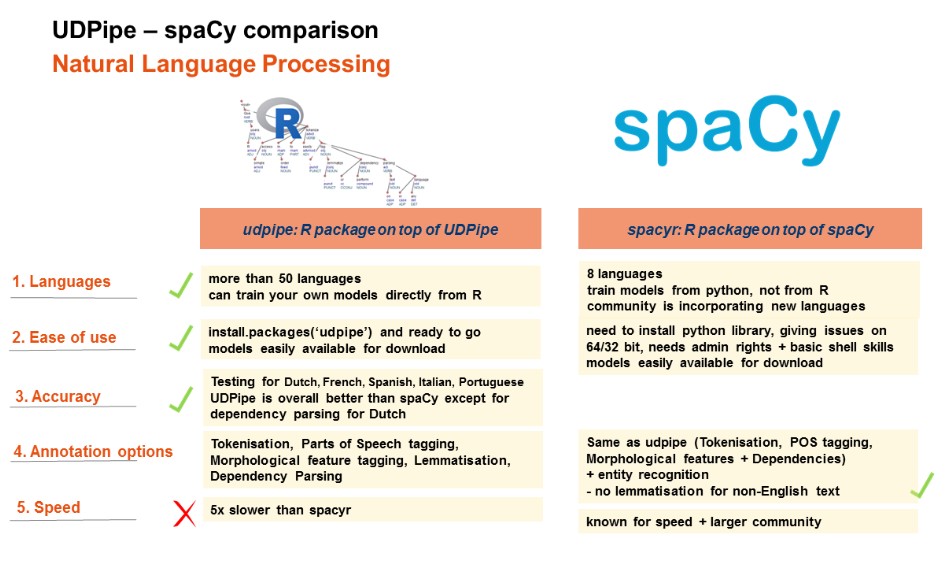 UDPipe – spaCy comparison
Natural Language Processing
R
spaCy
udpipe: R package on top of UDPipe
spacyr: R package on top of spaCy
1. Languages
more than 50 languages
can train your own models directly from R
8 languages
train models from python, not from R
community is incorporating new languages
2. Ease of use
install.packages(‘udpipe’) and ready to go
models easily available for download
need to install python library, giving issues on
64/32 bit, needs admin rights + basic shell skills
models easily available for download
3. Accuracy
Testing for Dutch, French, Spanish, Italian, Portuguese
UDPipe is overall better than spaCy except for
dependency parsing for Dutch
4. Annotation options
Tokenisation, Parts of Speech tagging,
Morphological feature tagging, Lemmatisation,
Dependency Parsing
Same as udpipe (Tokenisation, POS tagging,
Morphological features + Dependencies)
+ entity recognition
- no lemmatisation for non-English text
5. Speed
5x slower than spacyr
known for speed + larger community